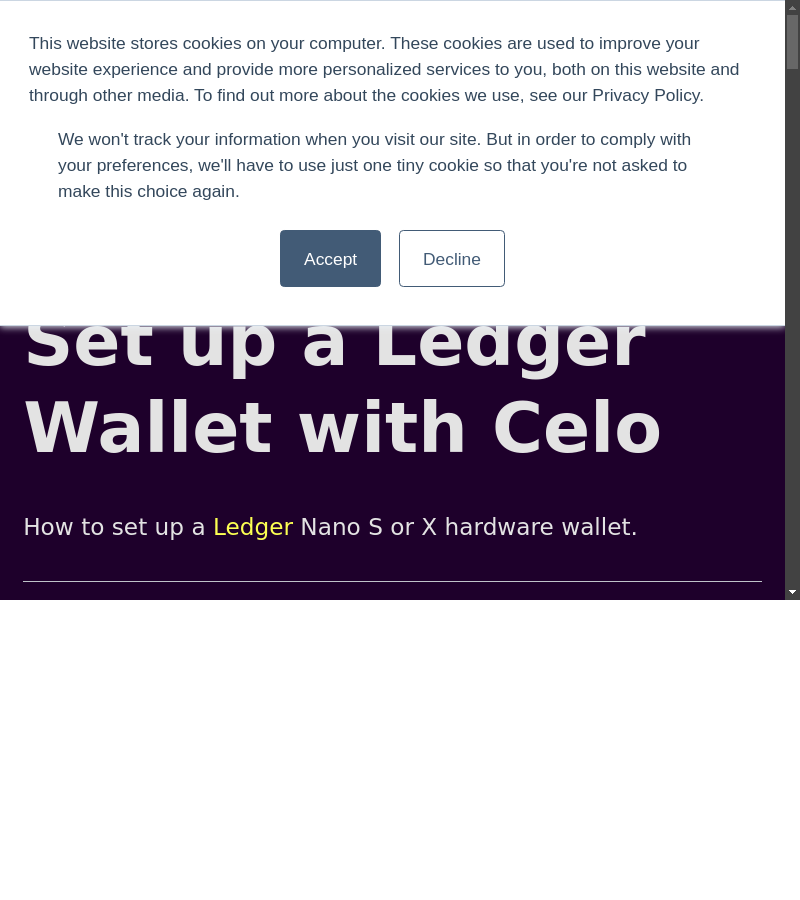 This website stores cookies on your computer. These cookies are used to improve your
website experience and provide more personalized services to you, both on this website and
through other media. To find out more about the cookies we use, see our Privacy Policy.
We won't track your information when you visit our site. But in order to comply with
your preferences, we'll have to use just one tiny cookie so that you're not asked to
make this choice again.
Accept Decline
Set up a Ledger
Wallet with Celo
How to set up a Ledger Nano S or X hardware wallet.